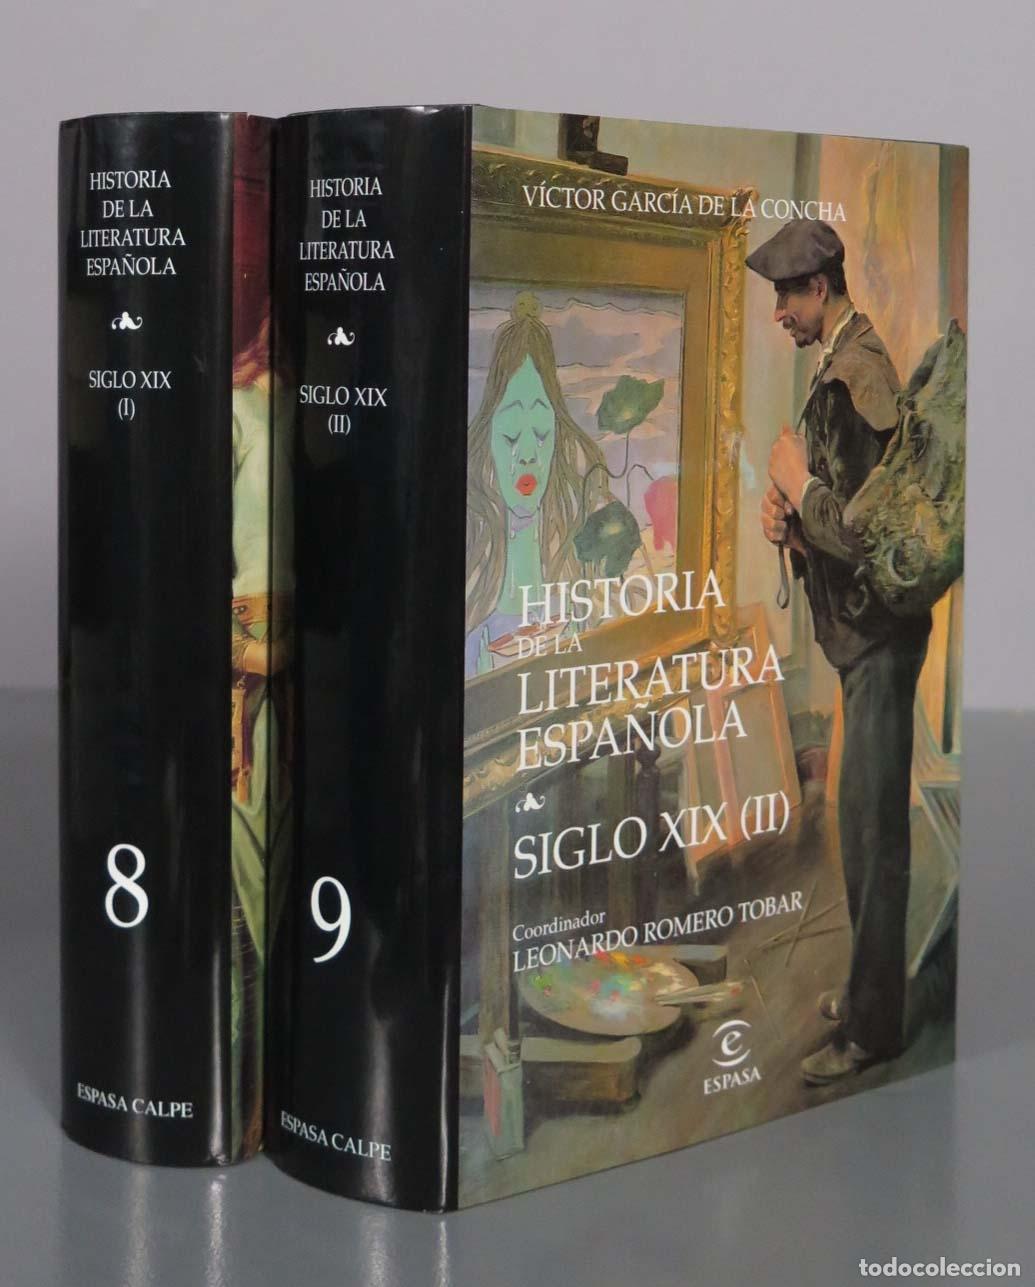 HISTORIA
DE LA
LITERATURA
ESPAÑOLA
SIGLO XIX
(I)
8
ESPASA CALPE
HISTORIA
DE LA
LITERATURA
ESPAÑOLA
SIGLO XIX
(II)
9
ESPASA CALPE
VÍCTOR GARCÍA DE LA CONCHA
HISTORIA
DE LA
LITERATURA
ESPAÑOLA
SIGLO XIX (II)
Coordinador
LEONARDO ROMERO TOBAR
e
ESPASA
todocoleccion